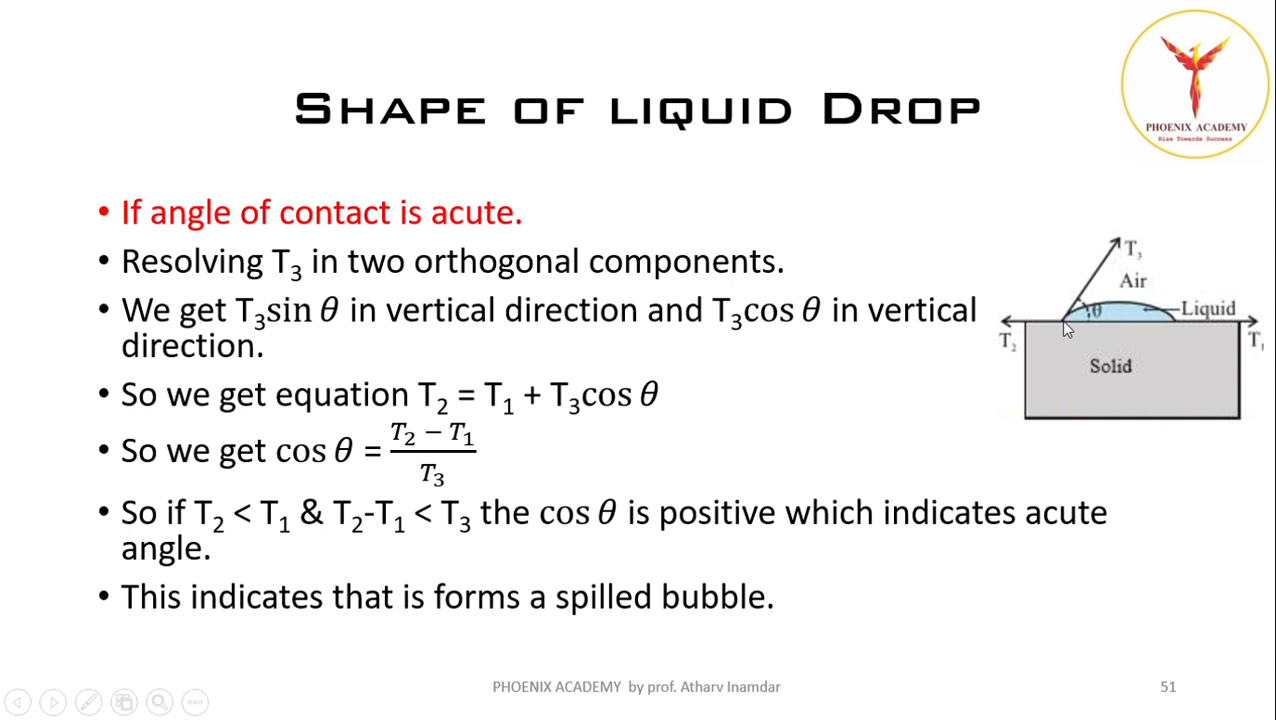 SHAPE OF LIQUID DROP
PHOENIX ACADEMY
Rise Towards Success
• If angle of contact is acute.
• Resolving T₃ in two orthogonal components.
• We get T₃sin θ in vertical direction and T₃cos θ in vertical
direction.
• So we get equation T₂ = T₁ + T₃cos θ
• So we get cos θ = (T₂ − T₁)/T₃
• So if T₂ < T₁ & T₂-T₁ < T₃ the cos θ is positive which indicates acute
angle.
• This indicates that is forms a spilled bubble.
T₃
Air
θ
Liquid
T₂
T₁
Solid
PHOENIX ACADEMY by prof. Atharv Inamdar
51